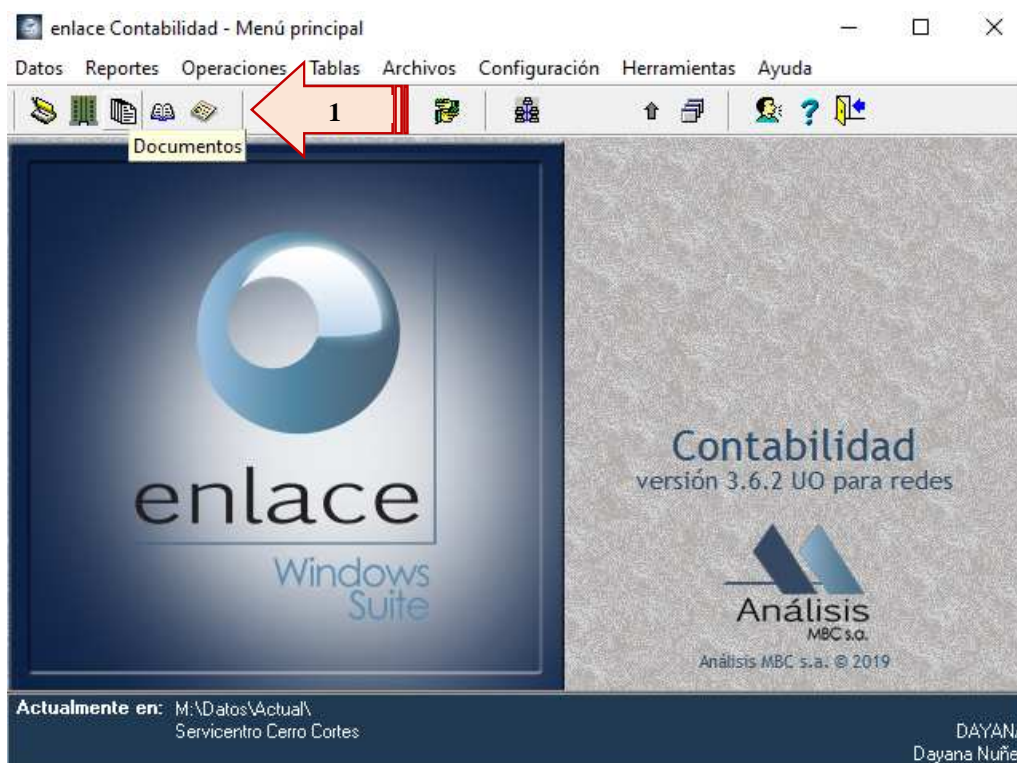 enlace Contabilidad - Menú principal
Datos Reportes Operaciones Tablas Archivos Configuración Herramientas Ayuda
1
Documentos
enlace
Windows
Suite
Contabilidad
versión 3.6.2 UO para redes
Análisis
MBC s.a.
Análisis MBC s.a. © 2019
Actualmente en: M:\Datos\Actual\
Servicentro Cerro Cortes
DAYANA
Dayana Nuñe